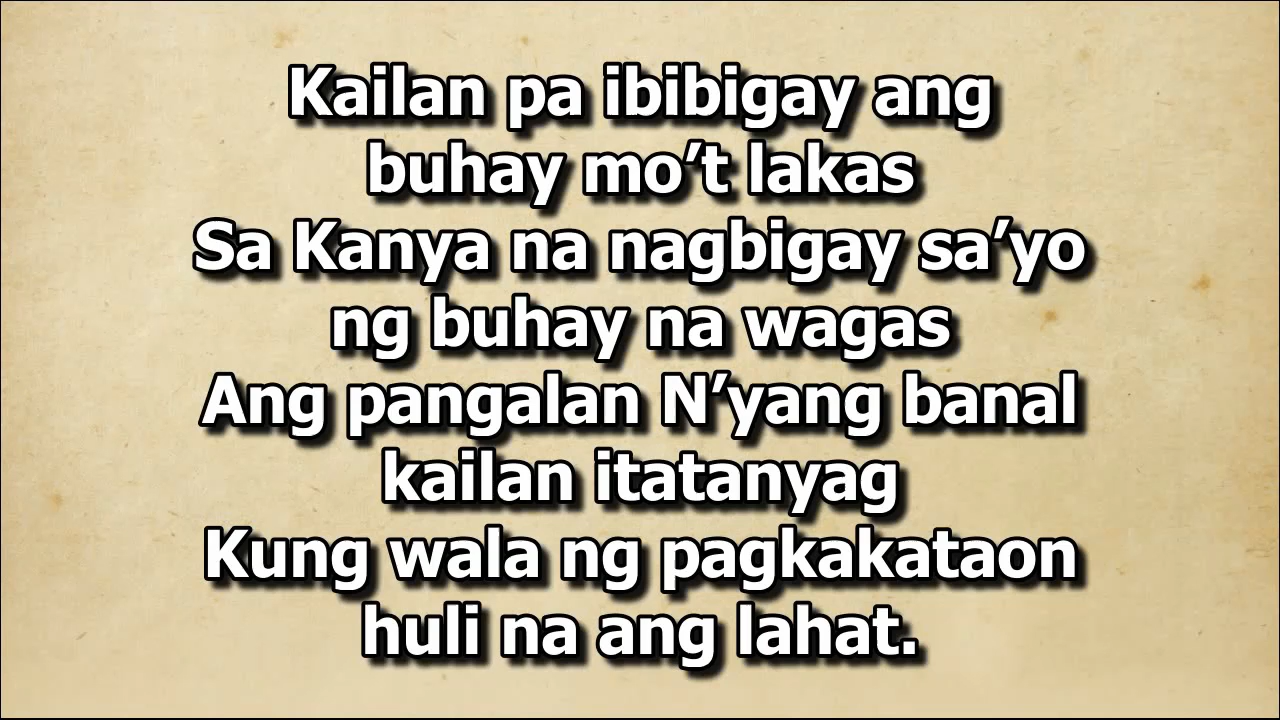 Kailan pa ibibigay ang
buhay mo’t lakas
Sa Kanya na nagbigay sa’yo
ng buhay na wagas
Ang pangalan N’yang banal
kailan itatanyag
Kung wala ng pagkakataon
huli na ang lahat.